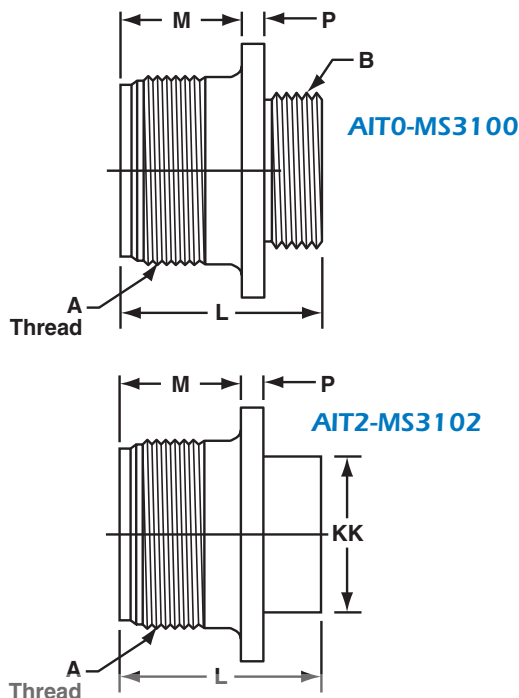 M
P
B
AIT0-MS3100
A
Thread
L
M
P
AIT2-MS3102
KK
A
Thread
L